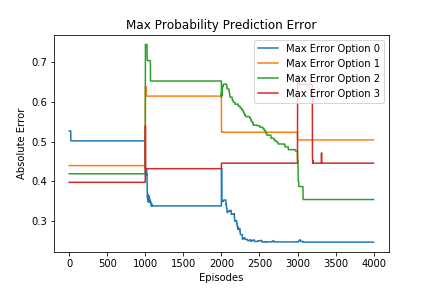 Max Probability Prediction Error
Max Error Option 0
Max Error Option 1
Max Error Option 2
Max Error Option 3
Absolute Error
0.7
0.6
0.5
0.4
0.3
0 500 1000 1500 2000 2500 3000 3500 4000
Episodes